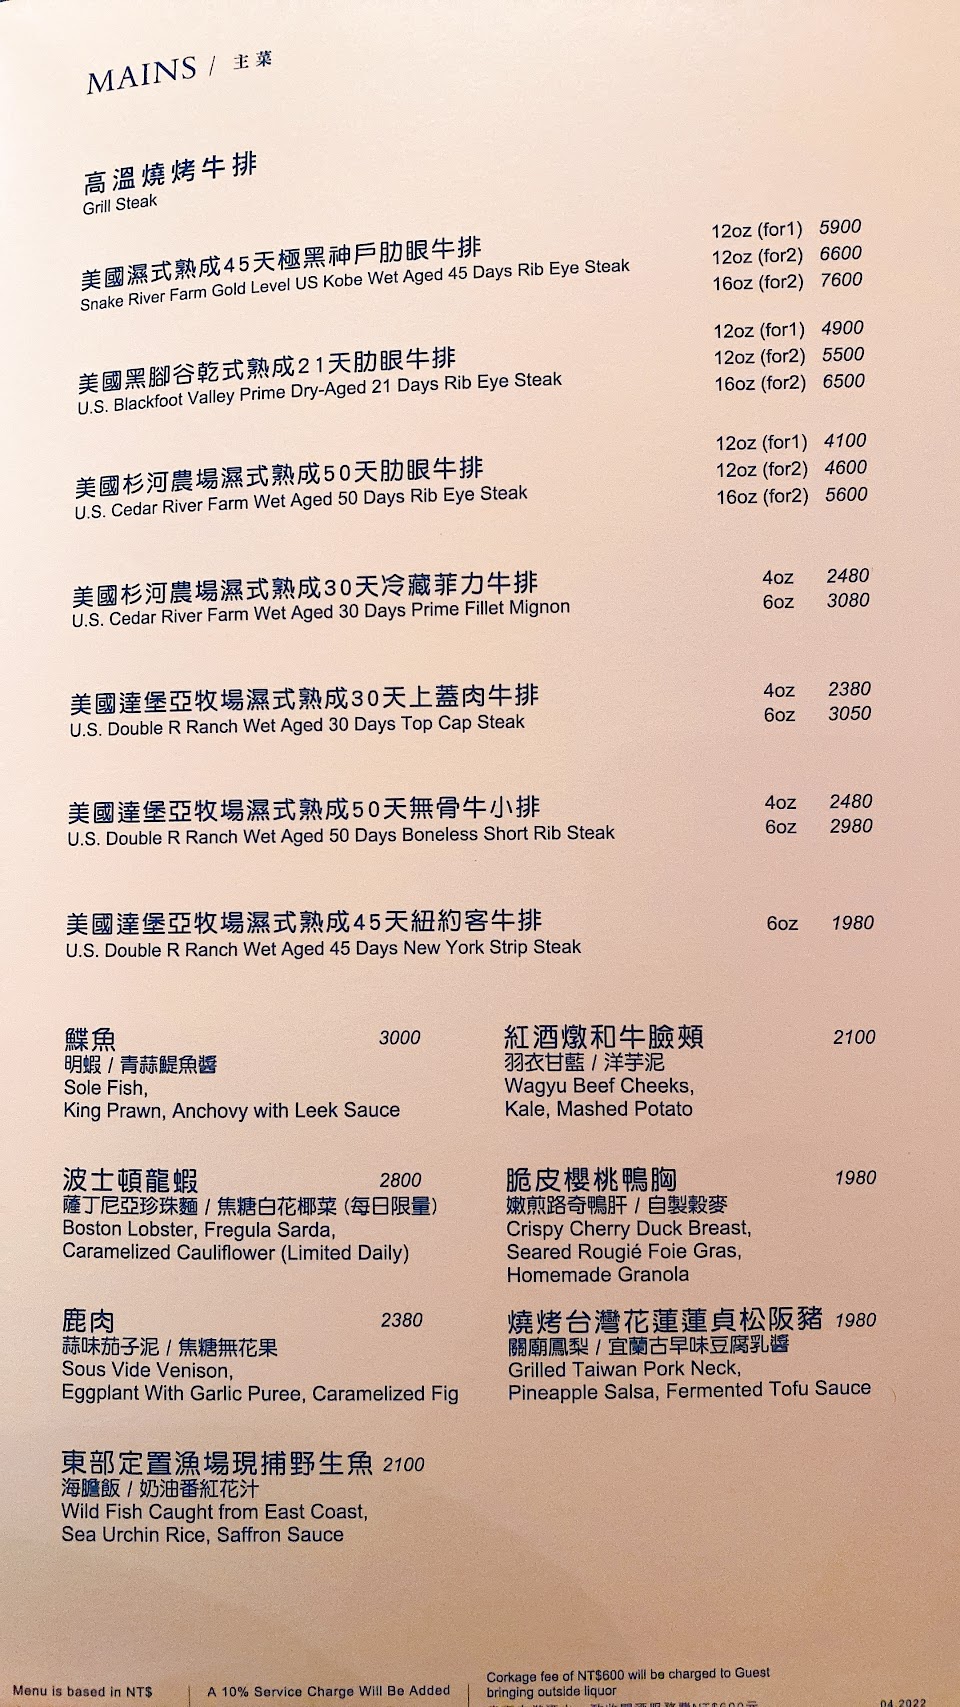 MAINS / 主菜
高溫燒烤牛排
Grill Steak
美國濕式熟成45天極黑神戶肋眼牛排
Snake River Farm Gold Level US Kobe Wet Aged 45 Days Rib Eye Steak
12oz (for1) 5900
12oz (for2) 6600
16oz (for2) 7600
美國黑腳谷乾式熟成21天肋眼牛排
U.S. Blackfoot Valley Prime Dry-Aged 21 Days Rib Eye Steak
12oz (for1) 4900
12oz (for2) 5500
16oz (for2) 6500
美國杉河農場濕式熟成50天肋眼牛排
U.S. Cedar River Farm Wet Aged 50 Days Rib Eye Steak
12oz (for1) 4100
12oz (for2) 4600
16oz (for2) 5600
美國杉河農場濕式熟成30天冷藏菲力牛排
U.S. Cedar River Farm Wet Aged 30 Days Prime Fillet Mignon
4oz 2480
6oz 3080
美國達堡亞牧場濕式熟成30天上蓋肉牛排
U.S. Double R Ranch Wet Aged 30 Days Top Cap Steak
4oz 2380
6oz 3050
美國達堡亞牧場濕式熟成50天無骨牛小排
U.S. Double R Ranch Wet Aged 50 Days Boneless Short Rib Steak
4oz 2480
6oz 2980
美國達堡亞牧場濕式熟成45天紐約客牛排
U.S. Double R Ranch Wet Aged 45 Days New York Strip Steak
6oz 1980
鰈魚 3000
明蝦 / 青蒜鯷魚醬
Sole Fish,
King Prawn, Anchovy with Leek Sauce
紅酒燉和牛臉頰 2100
羽衣甘藍 / 洋芋泥
Wagyu Beef Cheeks,
Kale, Mashed Potato
波士頓龍蝦 2800
薩丁尼亞珍珠麵 / 焦糖白花椰菜 (每日限量)
Boston Lobster, Fregula Sarda,
Caramelized Cauliflower (Limited Daily)
脆皮櫻桃鴨胸 1980
嫩煎路奇鴨肝 / 自製穀麥
Crispy Cherry Duck Breast,
Seared Rougié Foie Gras,
Homemade Granola
鹿肉 2380
蒜味茄子泥 / 焦糖無花果
Sous Vide Venison,
Eggplant With Garlic Puree, Caramelized Fig
燒烤台灣花蓮蓮貞松阪豬 1980
關廟鳳梨 / 宜蘭古早味豆腐乳醬
Grilled Taiwan Pork Neck,
Pineapple Salsa, Fermented Tofu Sauce
東部定置漁場現捕野生魚 2100
海膽飯 / 奶油番紅花汁
Wild Fish Caught from East Coast,
Sea Urchin Rice, Saffron Sauce
Menu is based in NT$
A 10% Service Charge Will Be Added
Corkage fee of NT$600 will be charged to Guest
bringing outside liquor
04.2022